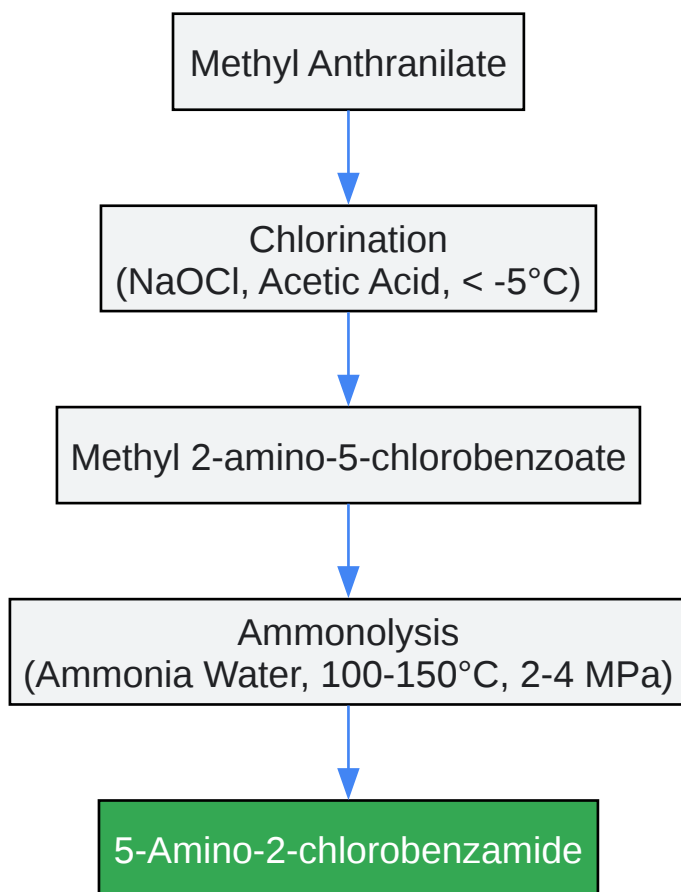 Methyl Anthranilate
Chlorination
(NaOCl, Acetic Acid, < -5°C)
Methyl 2-amino-5-chlorobenzoate
Ammonolysis
(Ammonia Water, 100-150°C, 2-4 MPa)
5-Amino-2-chlorobenzamide